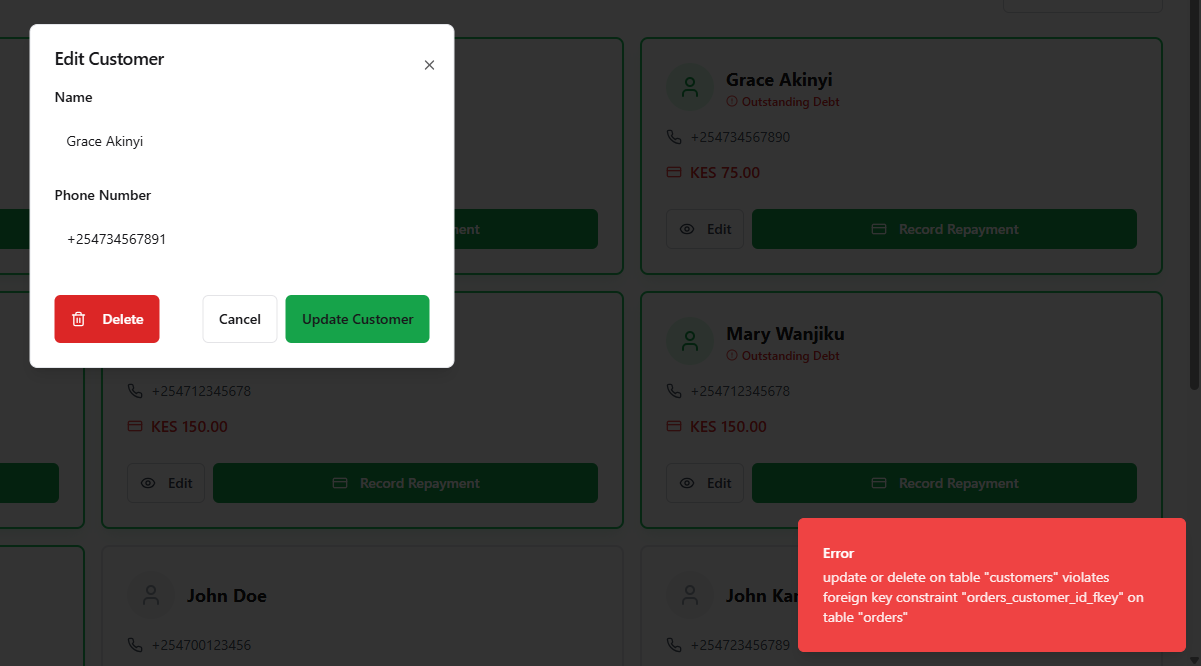 Edit Customer
Name
Grace Akinyi
Phone Number
+254734567891
Delete
Cancel
Update Customer
Grace Akinyi
Outstanding Debt
+254734567890
KES 75.00
Edit
Record Repayment
Mary Wanjiku
Outstanding Debt
+254712345678
KES 150.00
Edit
Record Repayment
+254712345678
KES 150.00
Edit
Record Repayment
John Doe
+254700123456
John
+254723456789
Error
update or delete on table "customers" violates
foreign key constraint "orders_customer_id_fkey" on
table "orders"